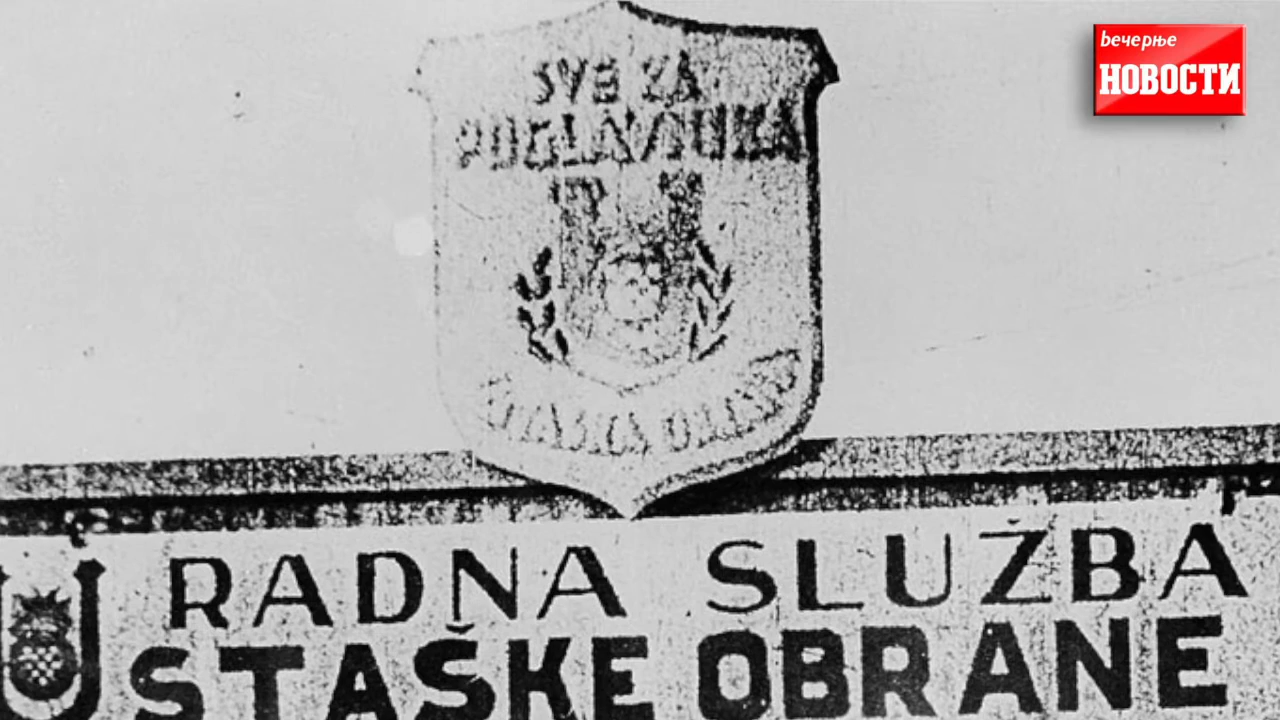 Вечерње
НОВОСТИ
SVE ZA
POGLAVNIKA
RADNA SLUŽBA
USTAŠKE OBRANE